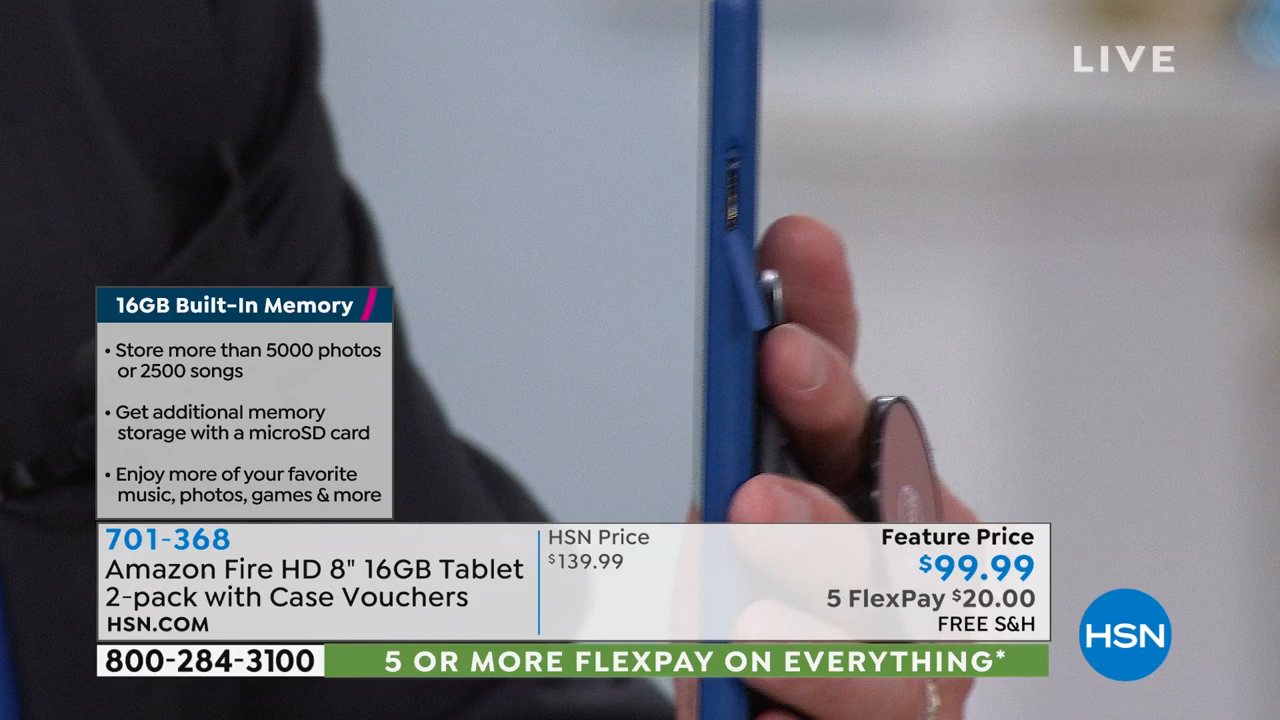 LIVE
16GB Built-In Memory
• Store more than 5000 photos
or 2500 songs
• Get additional memory
storage with a microSD card
• Enjoy more of your favorite
music, photos, games & more
701-368
Amazon Fire HD 8" 16GB Tablet
2-pack with Case Vouchers
HSN.COM
HSN Price
$139.99
Feature Price
$99.99
5 FlexPay $20.00
FREE S&H
800-284-3100
5 OR MORE FLEXPAY ON EVERYTHING*
HSN